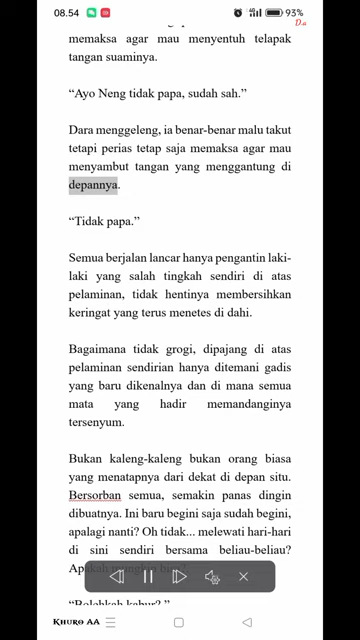 08.54
93%
D.a
memaksa agar mau menyentuh telapak
tangan suaminya.
“Ayo Neng tidak papa, sudah sah.”
Dara menggeleng, ia benar-benar malu takut
tetapi perias tetap saja memaksa agar mau
menyambut tangan yang menggantung di
depannya.
“Tidak papa.”
Semua berjalan lancar hanya pengantin laki-
laki yang salah tingkah sendiri di atas
pelaminan, tidak hentinya membersihkan
keringat yang terus menetes di dahi.
Bagaimana tidak grogi, dipajang di atas
pelaminan sendirian hanya ditemani gadis
yang baru dikenalnya dan di mana semua
mata yang hadir memandanginya
tersenyum.
Bukan kaleng-kaleng bukan orang biasa
yang menatapnya dari dekat di depan situ.
Bersorban semua, semakin panas dingin
dibuatnya. Ini baru begini saja sudah begini,
apalagi nanti? Oh tidak... melewati hari-hari
di sini sendiri bersama beliau-beliau?
“Bolehkah kabur?”
Khuro AA